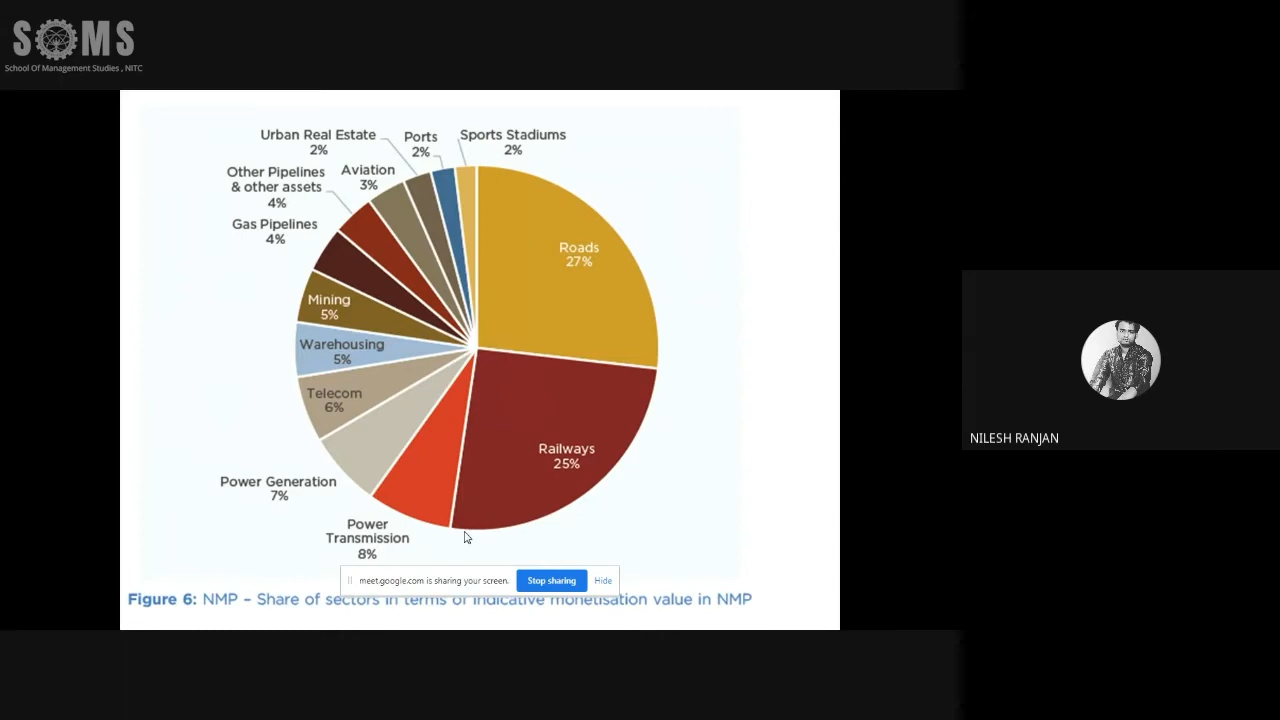 SOMS
School Of Management Studies , NITC
Urban Real Estate
2%
Ports
2%
Sports Stadiums
2%
Other Pipelines
& other assets
4%
Aviation
3%
Gas Pipelines
4%
Roads
27%
Mining
5%
Warehousing
5%
Telecom
6%
Railways
25%
Power Generation
7%
Power
Transmission
8%
meet.google.com is sharing your screen.
Stop sharing
Hide
Figure 6: NMP – Share of sectors in terms of indicative monetisation value in NMP
NILESH RANJAN